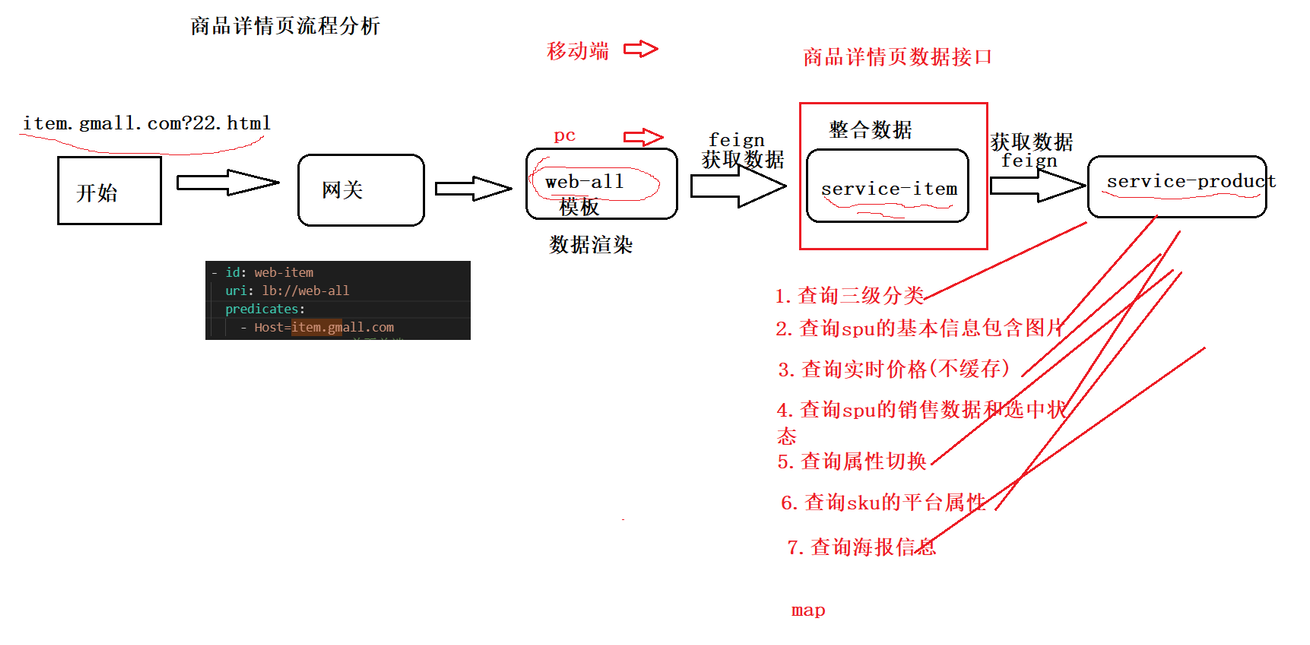 商品详情页流程分析
移动端
商品详情页数据接口
item.gmall.com?22.html
pc
整合数据
feign
获取数据
获取数据
feign
开始
网关
web-all
模板
service-item
service-product
数据渲染
- id: web-item
uri: lb://web-all
predicates:
- Host=item.gmall.com
1.查询三级分类
2.查询spu的基本信息包含图片
3.查询实时价格(不缓存)
4.查询spu的销售数据和选中状
态
5.查询属性切换
6.查询sku的平台属性
7.查询海报信息
map